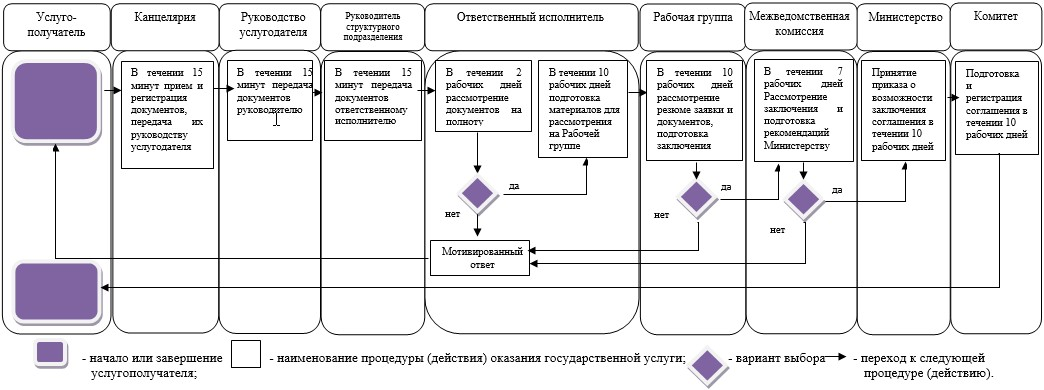 Услуго-
получатель
Канцелярия
Руководство
услугодателя
Руководитель
структурного
подразделения
Ответственный исполнитель
Рабочая группа
Межведомственная
комиссия
Министерство
Комитет
В течении 15
минут прием и
регистрация
документов,
передача их
руководству
услугодателя
В течении 15
минут передача
документов
руководителю
В течении 15
минут передача
документов
ответственному
исполнителю
В течении 2
рабочих дней
рассмотрение
документов на
полноту
В течении 10
рабочих дней
подготовка
материалов для
рассмотрения
на Рабочей
группе
В течении 10
рабочих дней
рассмотрение
резюме заявки и
документов,
подготовка
заключения
В течении 7
рабочих дней
Рассмотрение
заключения и
подготовка
рекомендаций
Министерству
Принятие
приказа о
возможности
заключения
соглашения в
течении 10
рабочих дней
Подготовка
и
регистрация
соглашения в
течении 10
рабочих дней
да
да
да
нет
нет
нет
Мотивированный
ответ
- начало или завершение
услугополучателя;
- наименование процедуры (действия) оказания государственной услуги;
- вариант выбора
- переход к следующей
процедуре (действию).